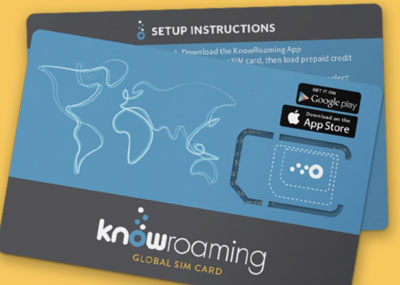 SETUP INSTRUCTIONS
1. Download the KnowRoaming App
SIM card, then load prepaid credit
select
GET IT ON
Google play
Download on the
App Store
knowroaming
GLOBAL SIM CARD